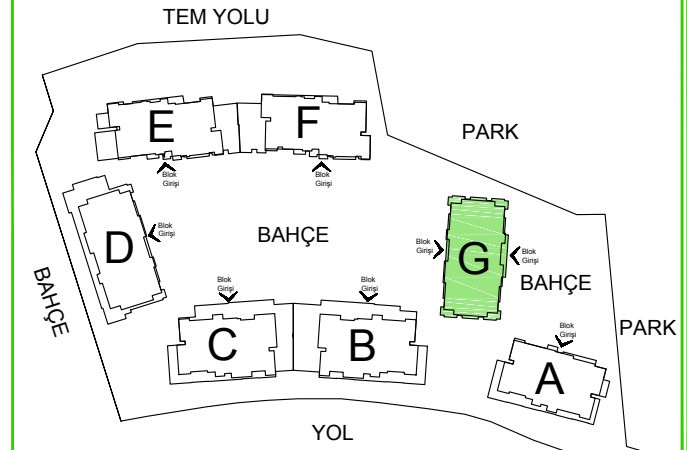 TEM YOLU
E
F
PARK
Blok
Girişi
Blok
Girişi
D
Blok
Girişi
BAHÇE
Blok
Girişi
G
Blok
Girişi
BAHÇE
BAHÇE
Blok
Girişi
Blok
Girişi
C
B
Blok
Girişi
PARK
A
YOL